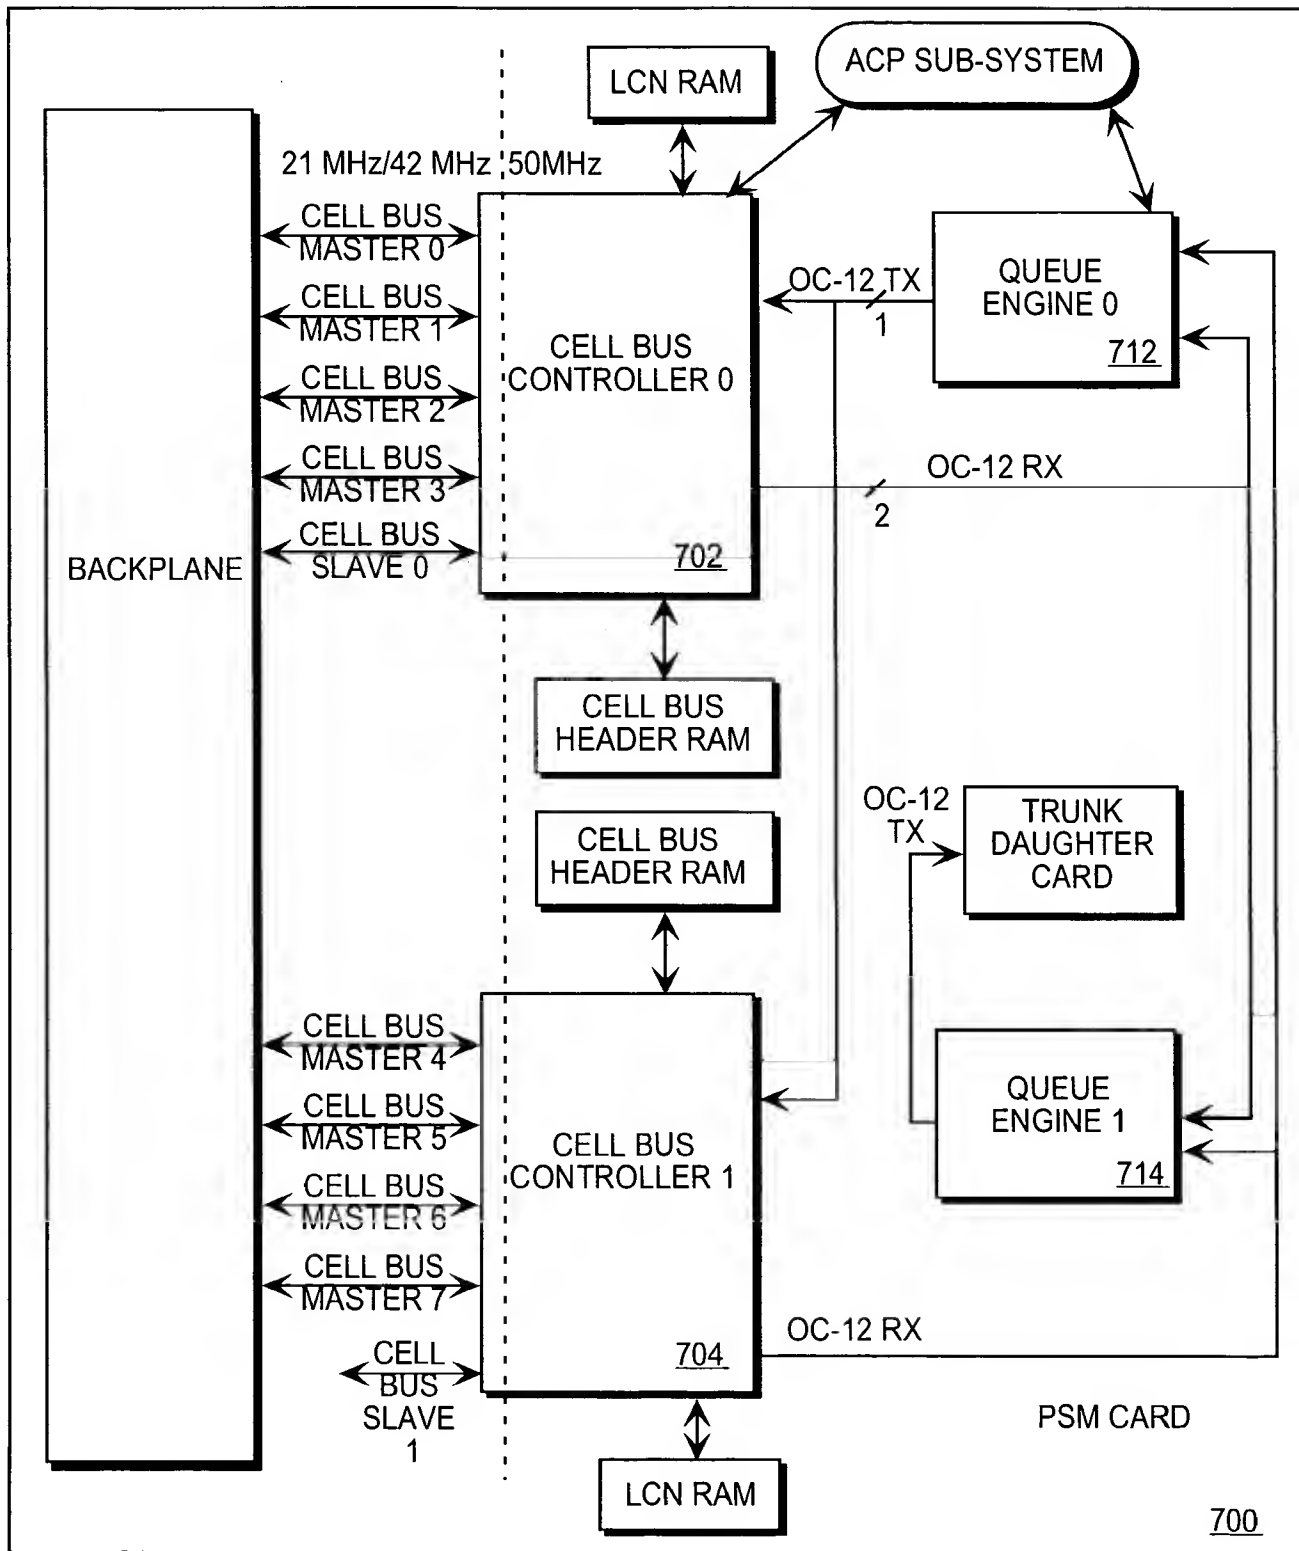 LCN RAM
ACP SUB-SYSTEM
21 MHz/42 MHz
50MHz
CELL BUS
MASTER 0
CELL BUS
MASTER 1
CELL BUS
MASTER 2
CELL BUS
MASTER 3
CELL BUS
SLAVE 0
BACKPLANE
CELL BUS
CONTROLLER 0
702
OC-12 TX
1
QUEUE
ENGINE 0
712
OC-12 RX
2
CELL BUS
HEADER RAM
CELL BUS
HEADER RAM
OC-12
TX
TRUNK
DAUGHTER
CARD
CELL BUS
MASTER 4
CELL BUS
MASTER 5
CELL BUS
MASTER 6
CELL BUS
MASTER 7
CELL
BUS
SLAVE
1
CELL BUS
CONTROLLER 1
704
QUEUE
ENGINE 1
714
OC-12 RX
LCN RAM
PSM CARD
700